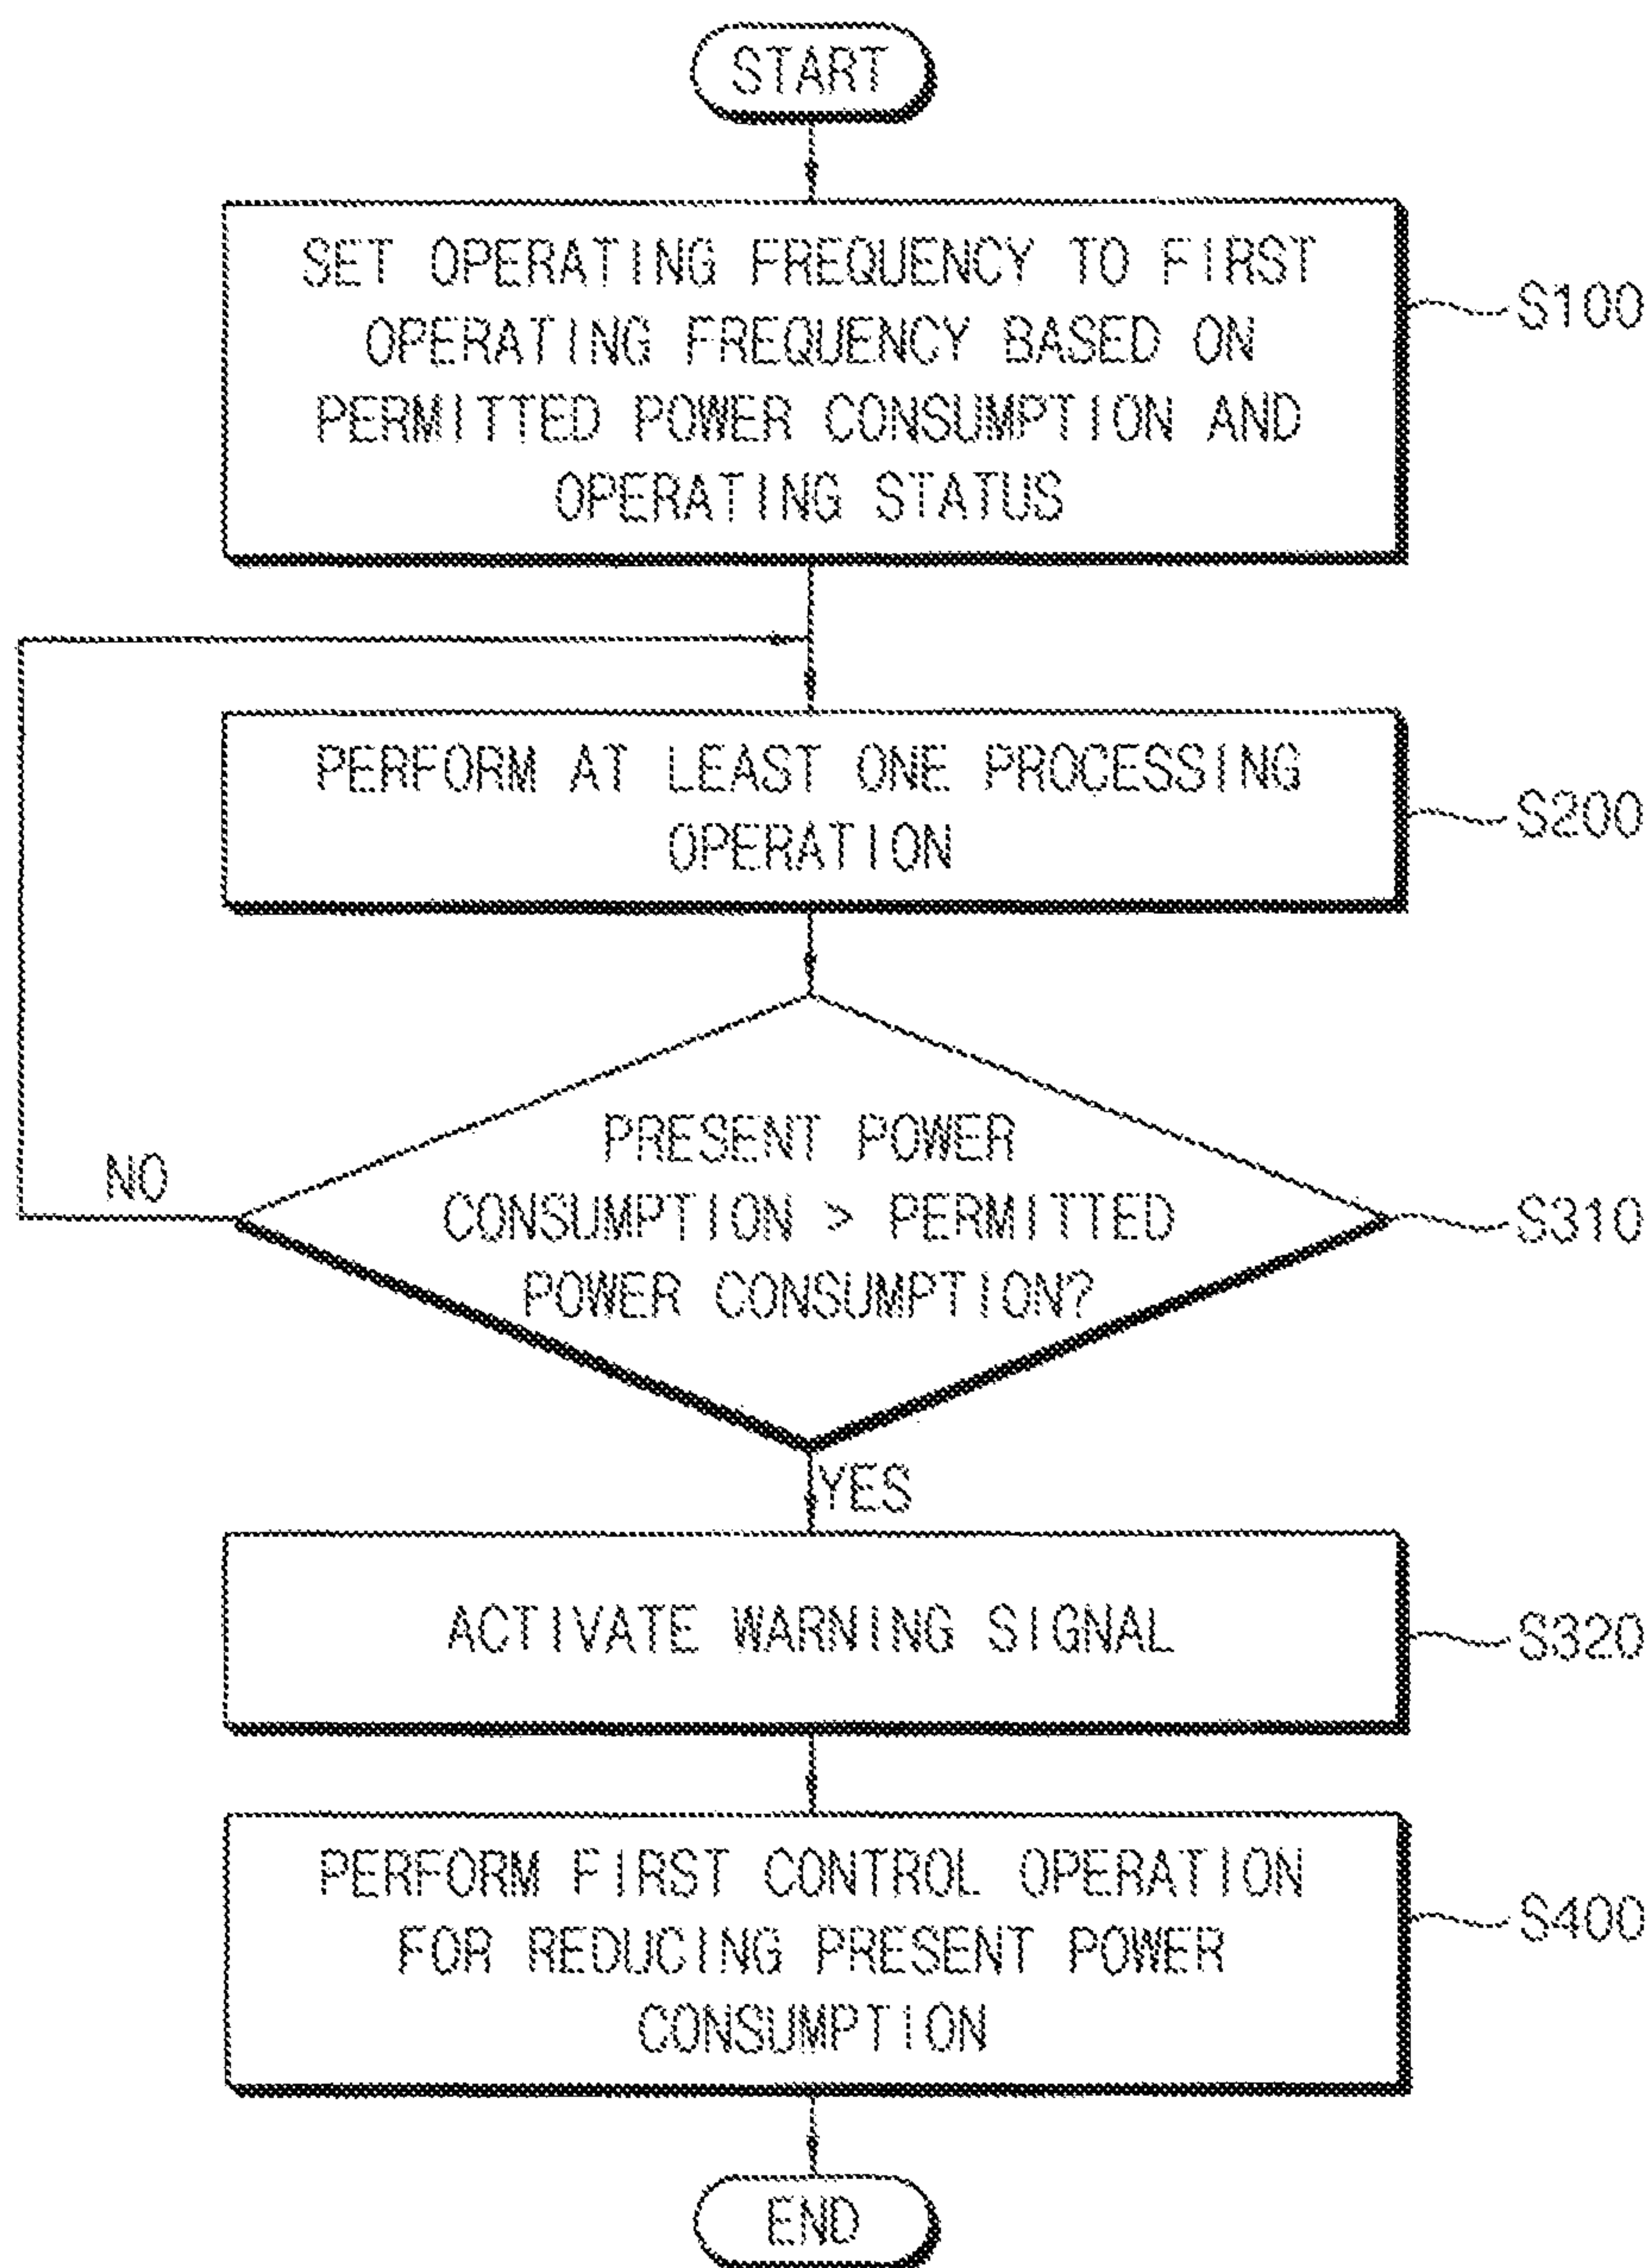 START
SET OPERATING FREQUENCY TO FIRST
OPERATING FREQUENCY BASED ON
PERMITTED POWER CONSUMPTION AND
OPERATING STATUS
S100
PERFORM AT LEAST ONE PROCESSING
OPERATION
S200
PRESENT POWER
CONSUMPTION > PERMITTED
POWER CONSUMPTION?
S310
NO
YES
ACTIVATE WARNING SIGNAL
S320
PERFORM FIRST CONTROL OPERATION
FOR REDUCING PRESENT POWER
CONSUMPTION
S400
END